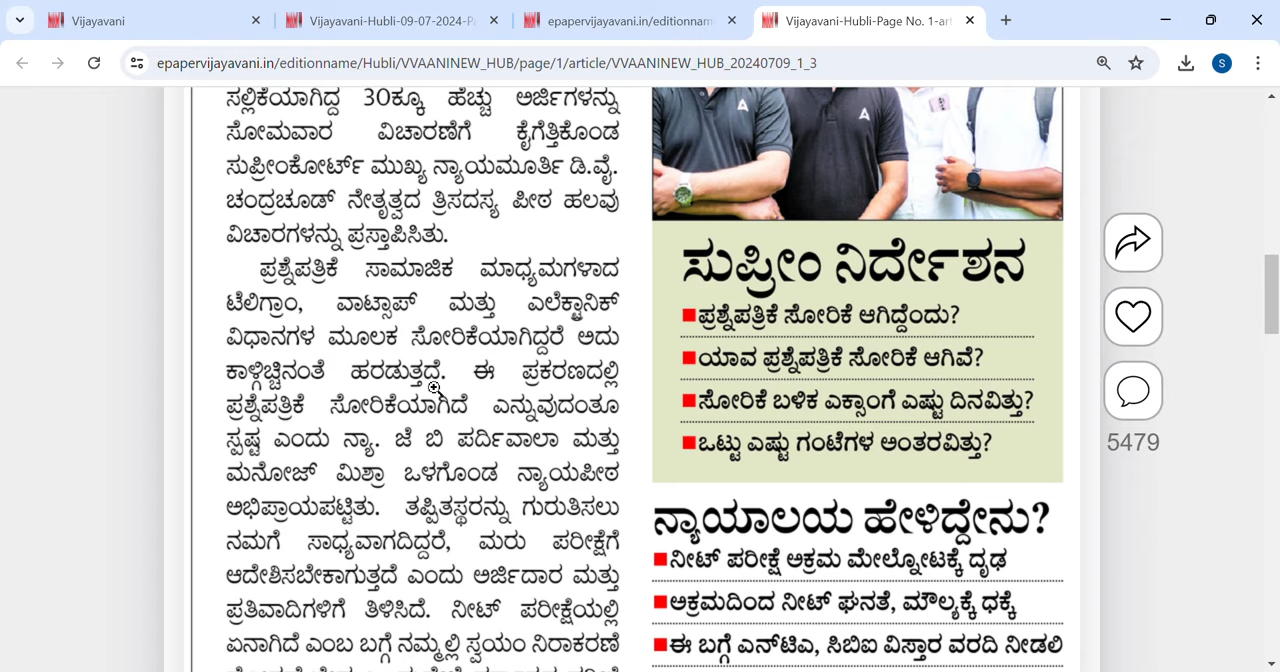 Vijayavani
Vijayavani-Hubli-09-07-2024-Pa
epapervijayavani.in/editionname
Vijayavani-Hubli-Page No. 1-art
epapervijayavani.in/editionname/Hubli/VVAANINEW_HUB/page/1/article/VVAANINEW_HUB_20240709_1_3
S
ಸಲ್ಲಿಕೆಯಾಗಿದ್ದ 30ಕ್ಕೂ ಹೆಚ್ಚು ಅರ್ಜಿಗಳನ್ನು
ಸೋಮವಾರ ವಿಚಾರಣೆಗೆ ಕೈಗೆತ್ತಿಕೊಂಡ
ಸುಪ್ರೀಂಕೋರ್ಟ್ ಮುಖ್ಯ ನ್ಯಾಯಮೂರ್ತಿ ಡಿ.ವೈ.
ಚಂದ್ರಚೂಡ್ ನೇತೃತ್ವದ ತ್ರಿಸದಸ್ಯ ಪೀಠ ಹಲವು
ವಿಚಾರಗಳನ್ನು ಪ್ರಸ್ತಾಪಿಸಿತು.
ಪ್ರಶ್ನೆಪತ್ರಿಕೆ ಸಾಮಾಜಿಕ ಮಾಧ್ಯಮಗಳಾದ
ಟೆಲಿಗ್ರಾಂ, ವಾಟ್ಸಾಪ್ ಮತ್ತು ಎಲೆಕ್ಟ್ರಾನಿಕ್
ವಿಧಾನಗಳ ಮೂಲಕ ಸೋರಿಕೆಯಾಗಿದ್ದರೆ ಅದು
ಕಾಳ್ಗಿಚ್ಚಿನಂತೆ ಹರಡುತ್ತದೆ. ಈ ಪ್ರಕರಣದಲ್ಲಿ
ಪ್ರಶ್ನೆಪತ್ರಿಕೆ ಸೋರಿಕೆಯಾಗಿದೆ ಎನ್ನುವುದಂತೂ
ಸ್ಪಷ್ಟ ಎಂದು ನ್ಯಾ. ಜೆ ಬಿ ಪರ್ದಿವಾಲಾ ಮತ್ತು
ಮನೋಜ್ ಮಿಶ್ರಾ ಒಳಗೊಂಡ ನ್ಯಾಯಪೀಠ
ಅಭಿಪ್ರಾಯಪಟ್ಟಿತು. ತಪ್ಪಿತಸ್ಥರನ್ನು ಗುರುತಿಸಲು
ನಮಗೆ ಸಾಧ್ಯವಾಗದಿದ್ದರೆ, ಮರು ಪರೀಕ್ಷೆಗೆ
ಆದೇಶಿಸಬೇಕಾಗುತ್ತದೆ ಎಂದು ಅರ್ಜಿದಾರ ಮತ್ತು
ಪ್ರತಿವಾದಿಗಳಿಗೆ ತಿಳಿಸಿದೆ. ನೀಟ್ ಪರೀಕ್ಷೆಯಲ್ಲಿ
ಏನಾಗಿದೆ ಎಂಬ ಬಗ್ಗೆ ನಮ್ಮಲ್ಲಿ ಸ್ವಯಂ ನಿರಾಕರಣೆ
ಸುಪ್ರೀಂ ನಿರ್ದೇಶನ
ಪ್ರಶ್ನೆಪತ್ರಿಕೆ ಸೋರಿಕೆ ಆಗಿದ್ದೆಂದು?
ಯಾವ ಪ್ರಶ್ನೆಪತ್ರಿಕೆ ಸೋರಿಕೆ ಆಗಿವೆ?
ಸೋರಿಕೆ ಬಳಿಕ ಎಕ್ಸಾಂಗೆ ಎಷ್ಟು ದಿನವಿತ್ತು?
ಒಟ್ಟು ಎಷ್ಟು ಗಂಟೆಗಳ ಅಂತರವಿತ್ತು?
ನ್ಯಾಯಾಲಯ ಹೇಳಿದ್ದೇನು?
ನೀಟ್ ಪರೀಕ್ಷೆ ಅಕ್ರಮ ಮೇಲ್ನೋಟಕ್ಕೆ ದೃಢ
ಅಕ್ರಮದಿಂದ ನೀಟ್ ಘನತೆ, ಮೌಲ್ಯಕ್ಕೆ ಧಕ್ಕೆ
ಈ ಬಗ್ಗೆ ಎನ್‌ಟಿಎ, ಸಿಬಿಐ ವಿಸ್ತಾರ ವರದಿ ನೀಡಲಿ
5479